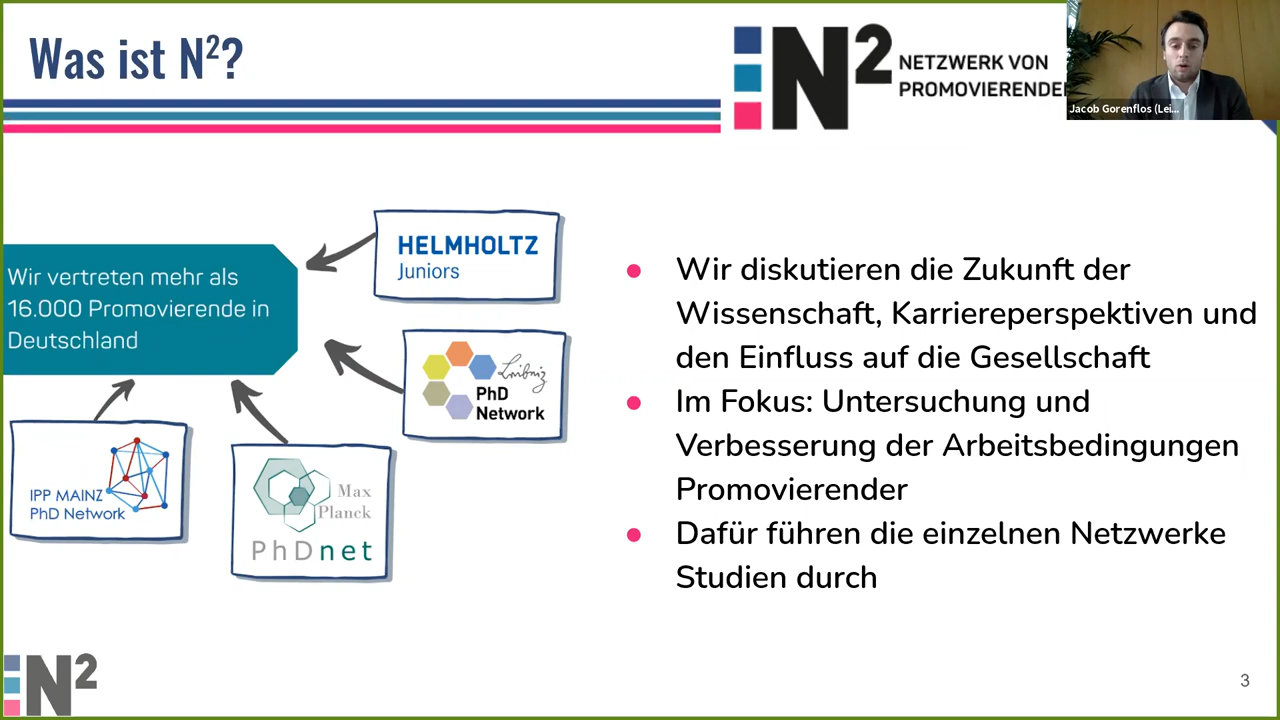 Was ist N²?
N² NETZWERK VON
PROMOVIERENDEN
Jacob Gorenflos (Lei...
Wir vertreten mehr als
16.000 Promovierende in
Deutschland
HELMHOLTZ
Juniors
Leibniz
PhD
Network
IPP MAINZ
PhD Network
Max
Planck
PhDnet
Wir diskutieren die Zukunft der
Wissenschaft, Karriereperspektiven und
den Einfluss auf die Gesellschaft
Im Fokus: Untersuchung und
Verbesserung der Arbeitsbedingungen
Promovierender
Dafür führen die einzelnen Netzwerke
Studien durch
N²
3